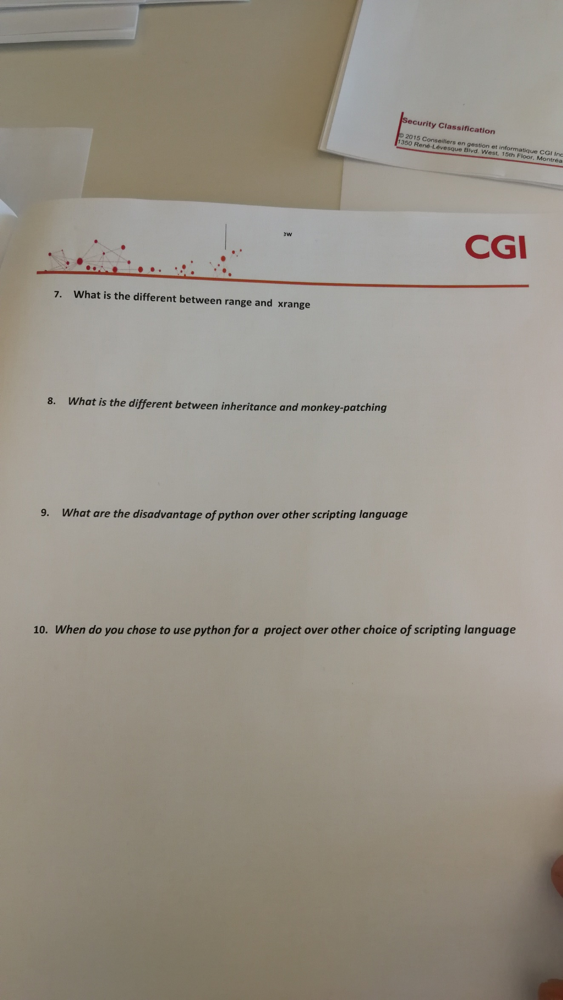 Security Classification
© 2015 Conseillers en gestion et informatique CGI Inc
1350 René-Lévesque Blvd. West, 15th Floor, Montréa
ew
CGI
7. What is the different between range and xrange
8. What is the different between inheritance and monkey-patching
9. What are the disadvantage of python over other scripting language
10. When do you chose to use python for a project over other choice of scripting language